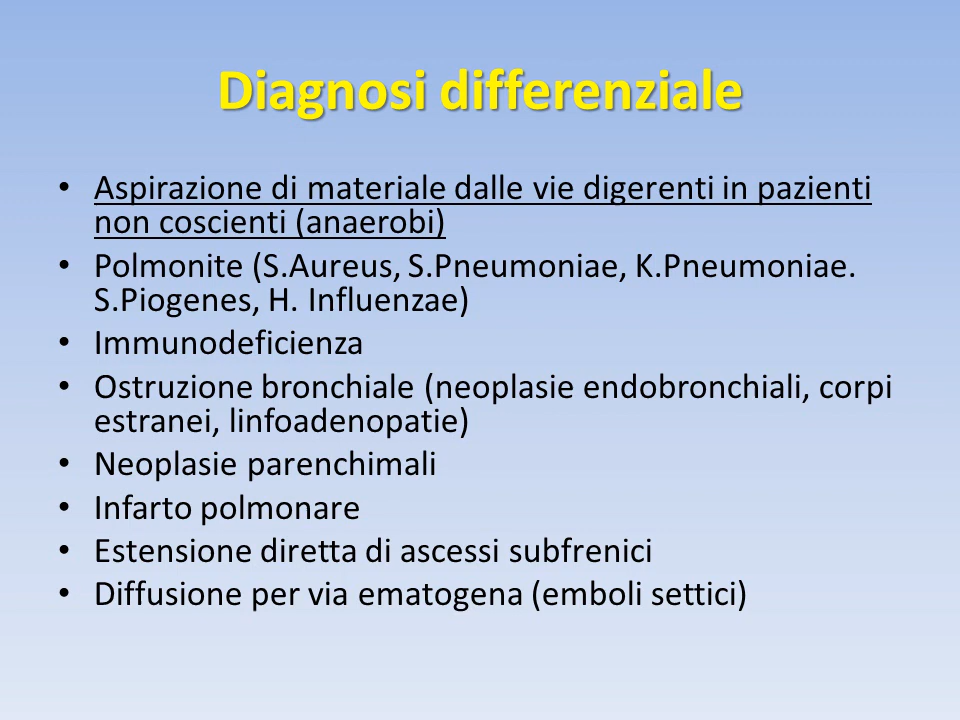 Diagnosi differenziale
• Aspirazione di materiale dalle vie digerenti in pazienti
non coscienti (anaerobi)
• Polmonite (S.Aureus, S.Pneumoniae, K.Pneumoniae.
S.Piogenes, H. Influenzae)
• Immunodeficienza
• Ostruzione bronchiale (neoplasie endobronchiali, corpi
estranei, linfoadenopatie)
• Neoplasie parenchimali
• Infarto polmonare
• Estensione diretta di ascessi subfrenici
• Diffusione per via ematogena (emboli settici)